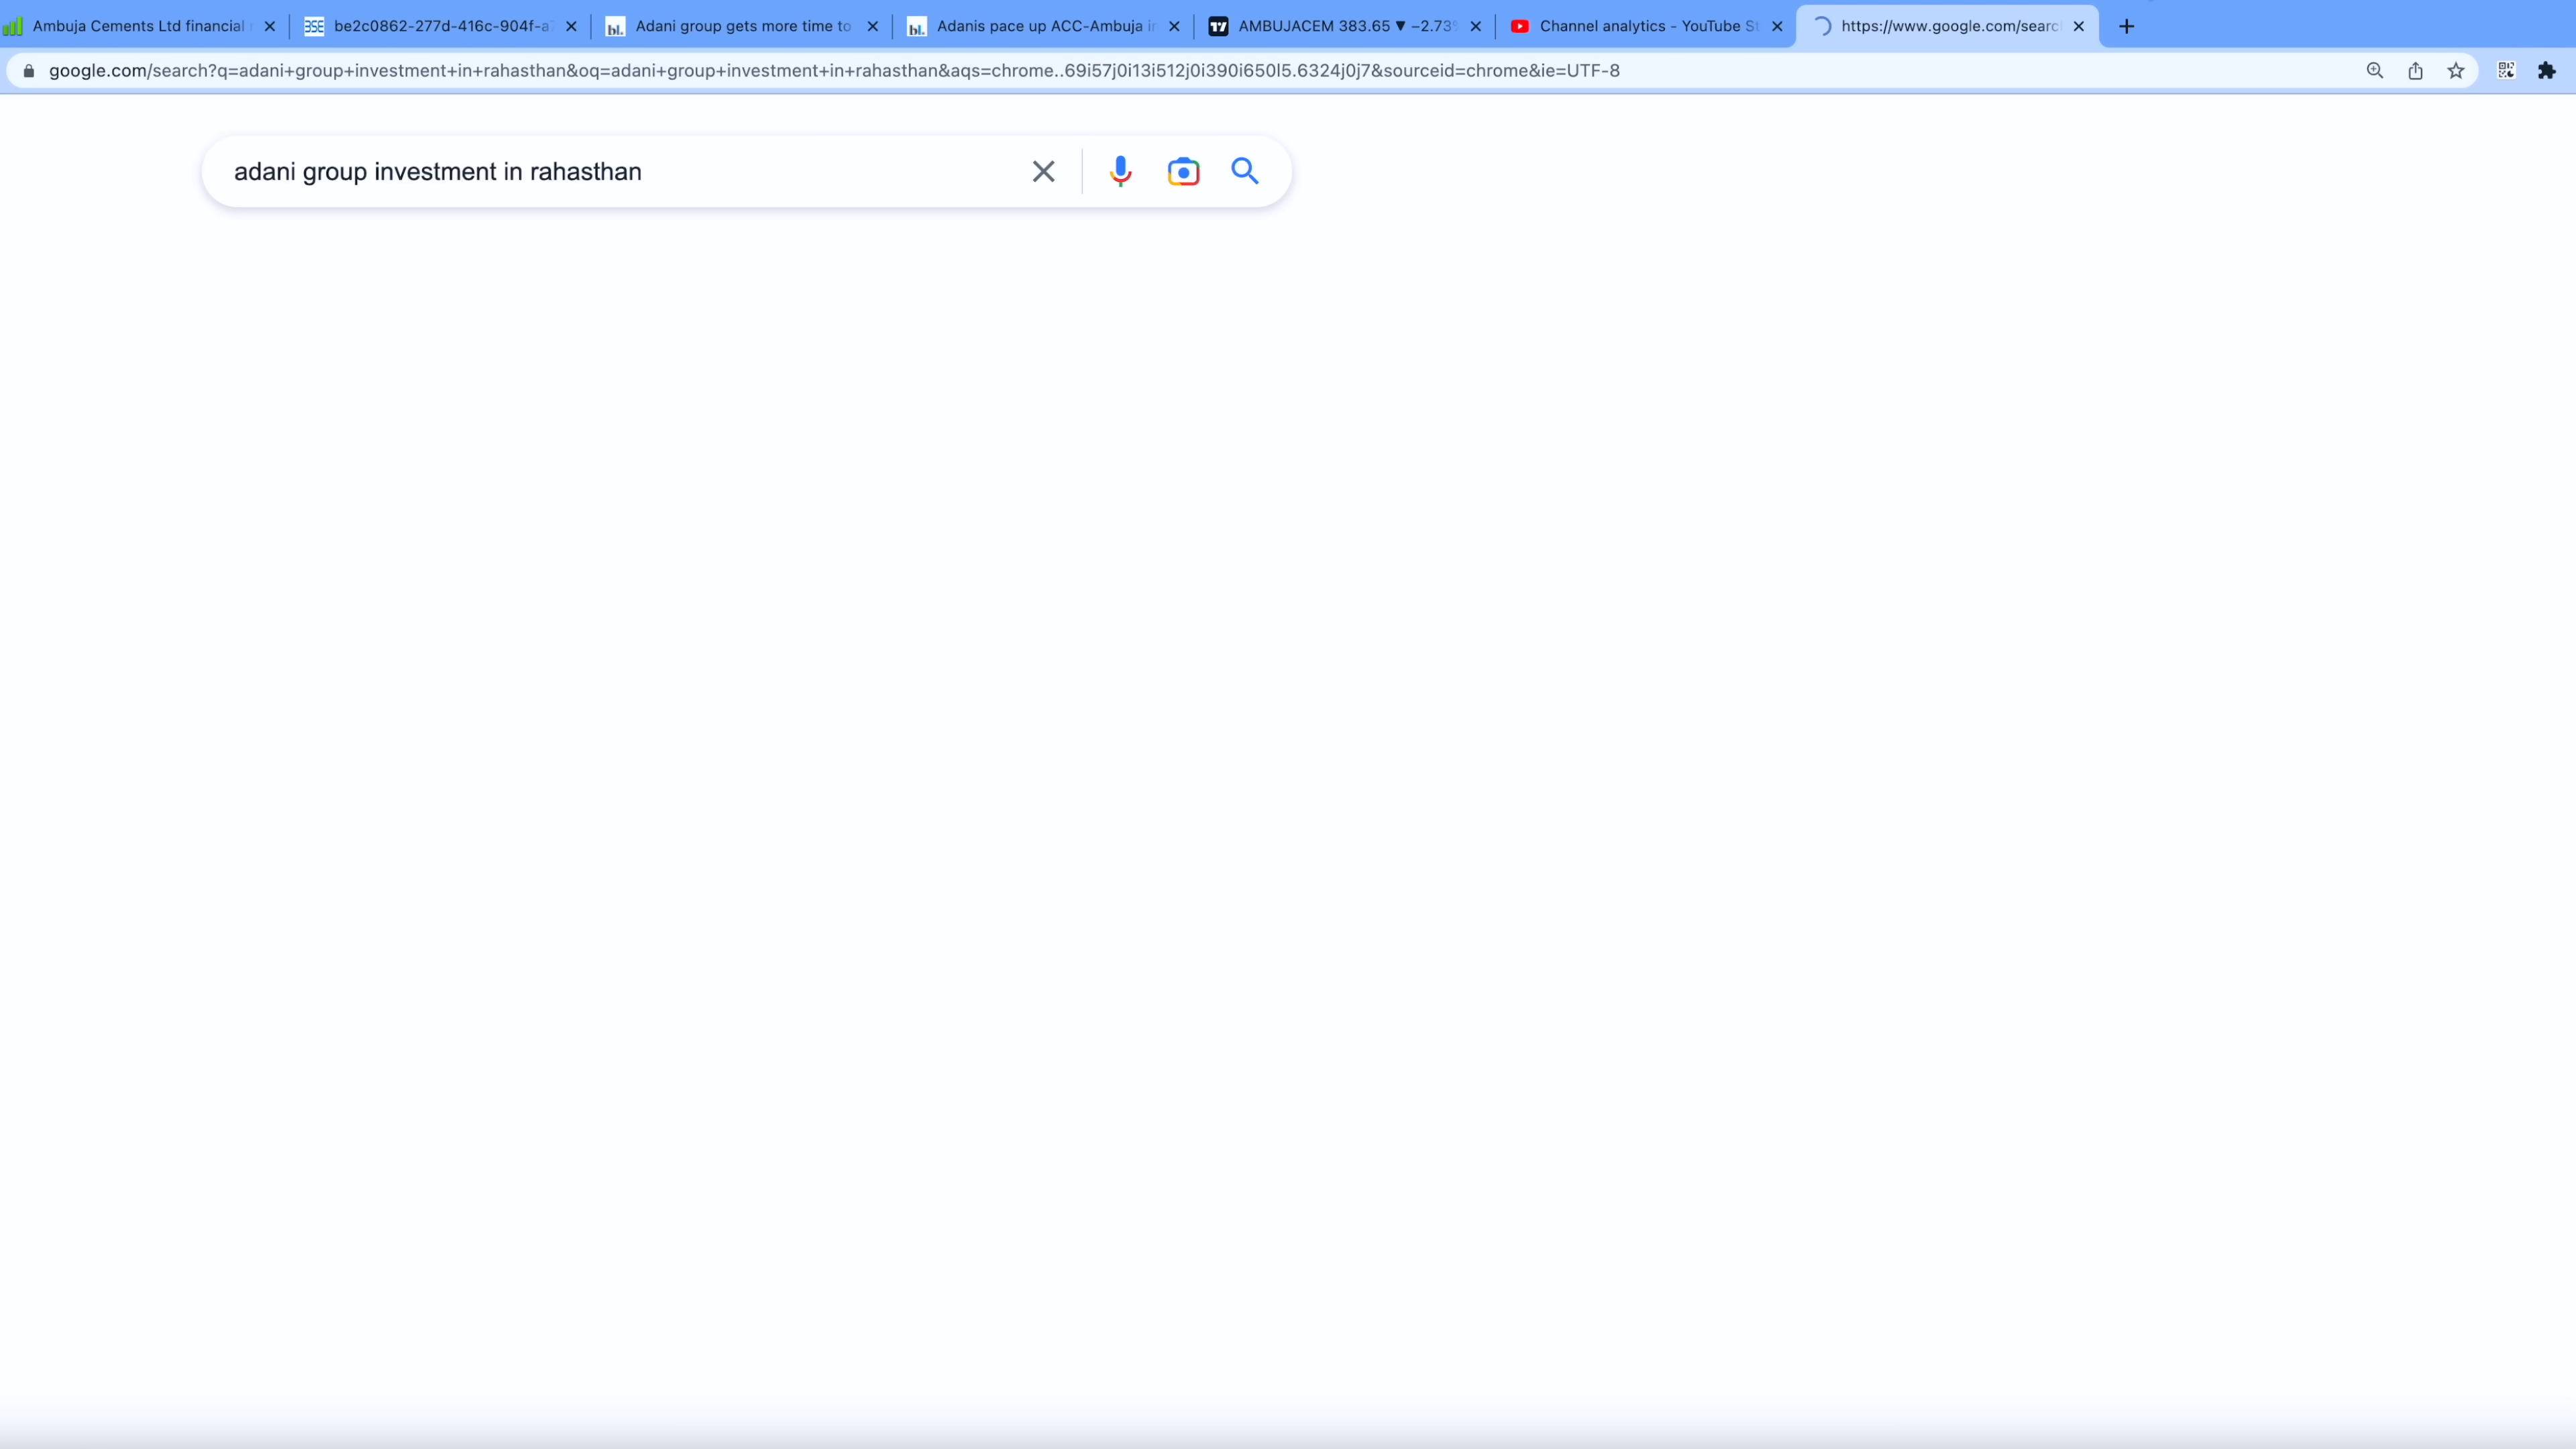 Ambuja Cements Ltd financial
BSE be2c0862-277d-416c-904f-a
bl. Adani group gets more time to
bl. Adanis pace up ACC-Ambuja
AMBUJACEM 383.65 ▼ −2.73
Channel analytics - YouTube St
https://www.google.com/search
google.com/search?q=adani+group+investment+in+rahasthan&oq=adani+group+investment+in+rahasthan&aqs=chrome..69i57j0i13i512j0i390i650l5.6324j0j7&sourceid=chrome&ie=UTF-8
adani group investment in rahasthan